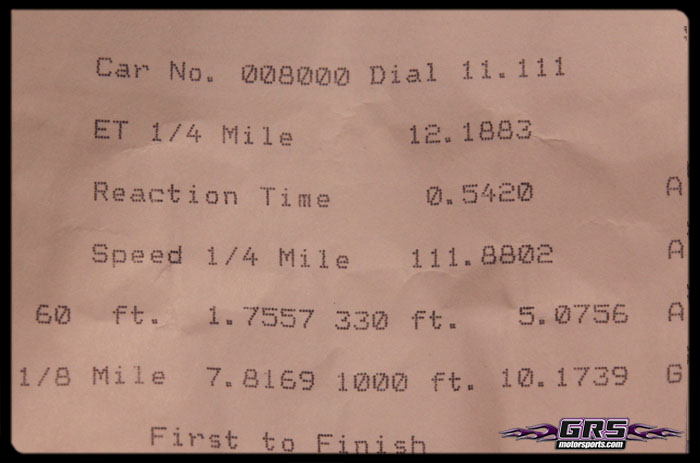 Car No. 008000 Dial 11.111
ET 1/4 Mile 12.1883
Reaction Time 0.5420 A
Speed 1/4 Mile 111.8802 A
60 ft. 1.7557 330 ft. 5.0756 A
1/8 Mile 7.8169 1000 ft. 10.1739 G
First to Finish
GRS
motorsports.com